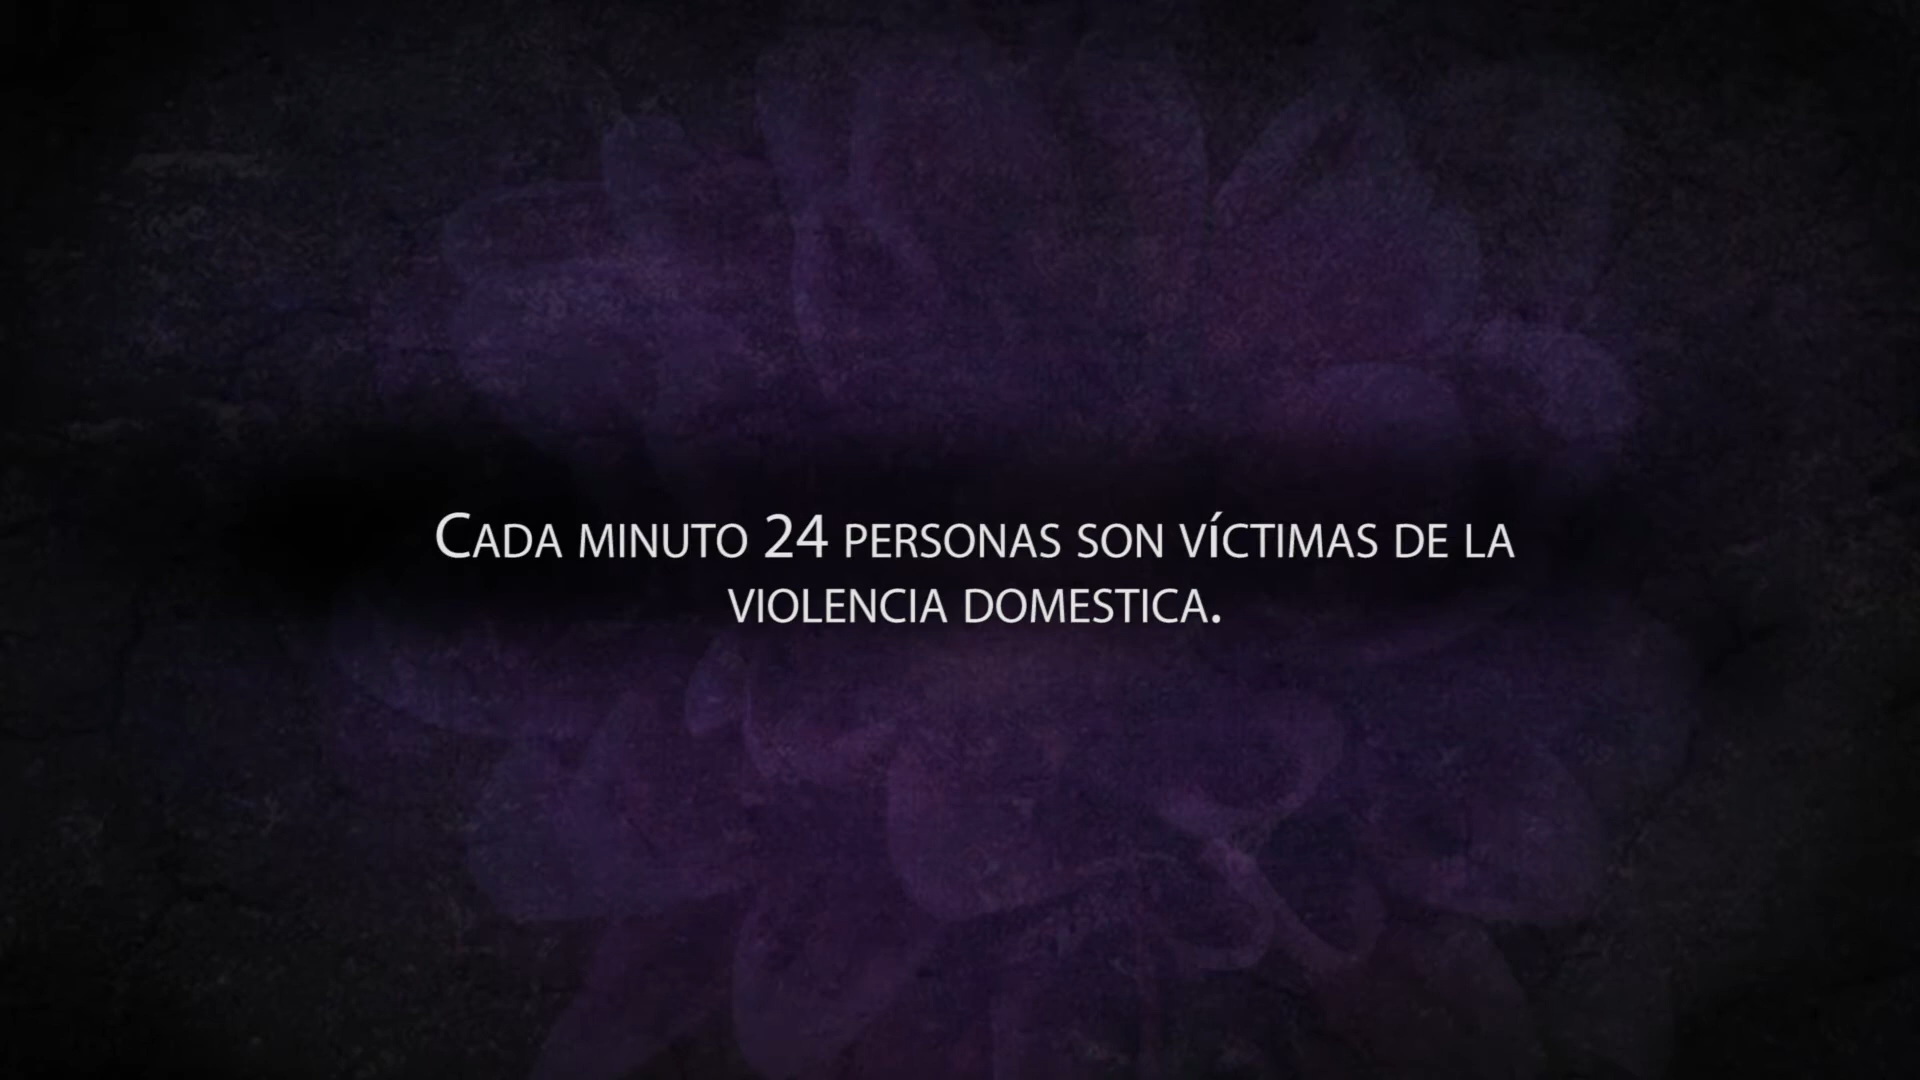 Cada minuto 24 personas son víctimas de la
violencia domestica.